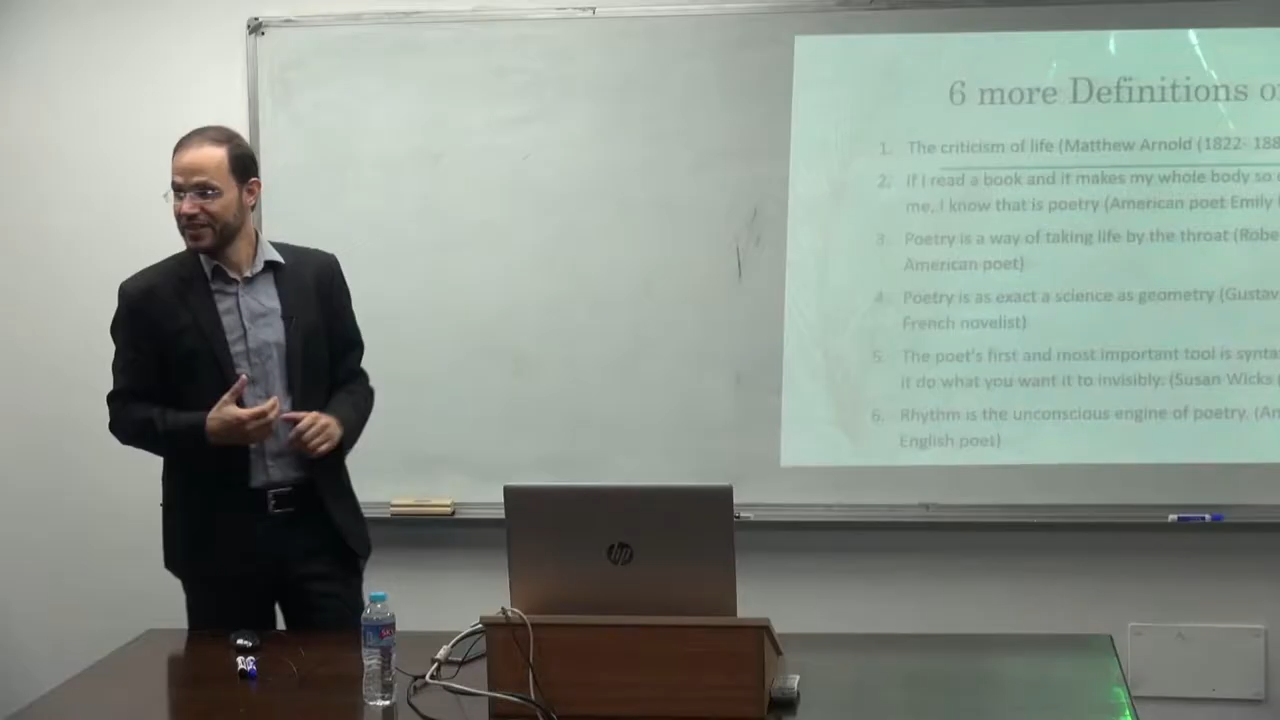 6 more Definitions o
1. The criticism of life (Matthew Arnold (1822- 188
2. If I read a book and it makes my whole body so
me, I know that is poetry (American poet Emily
3. Poetry is a way of taking life by the throat (Robe
American poet)
4. Poetry is as exact a science as geometry (Gustav
French novelist)
5. The poet's first and most important tool is synta
it do what you want it to invisibly. (Susan Wicks
6. Rhythm is the unconscious engine of poetry. (An
English poet)
hp